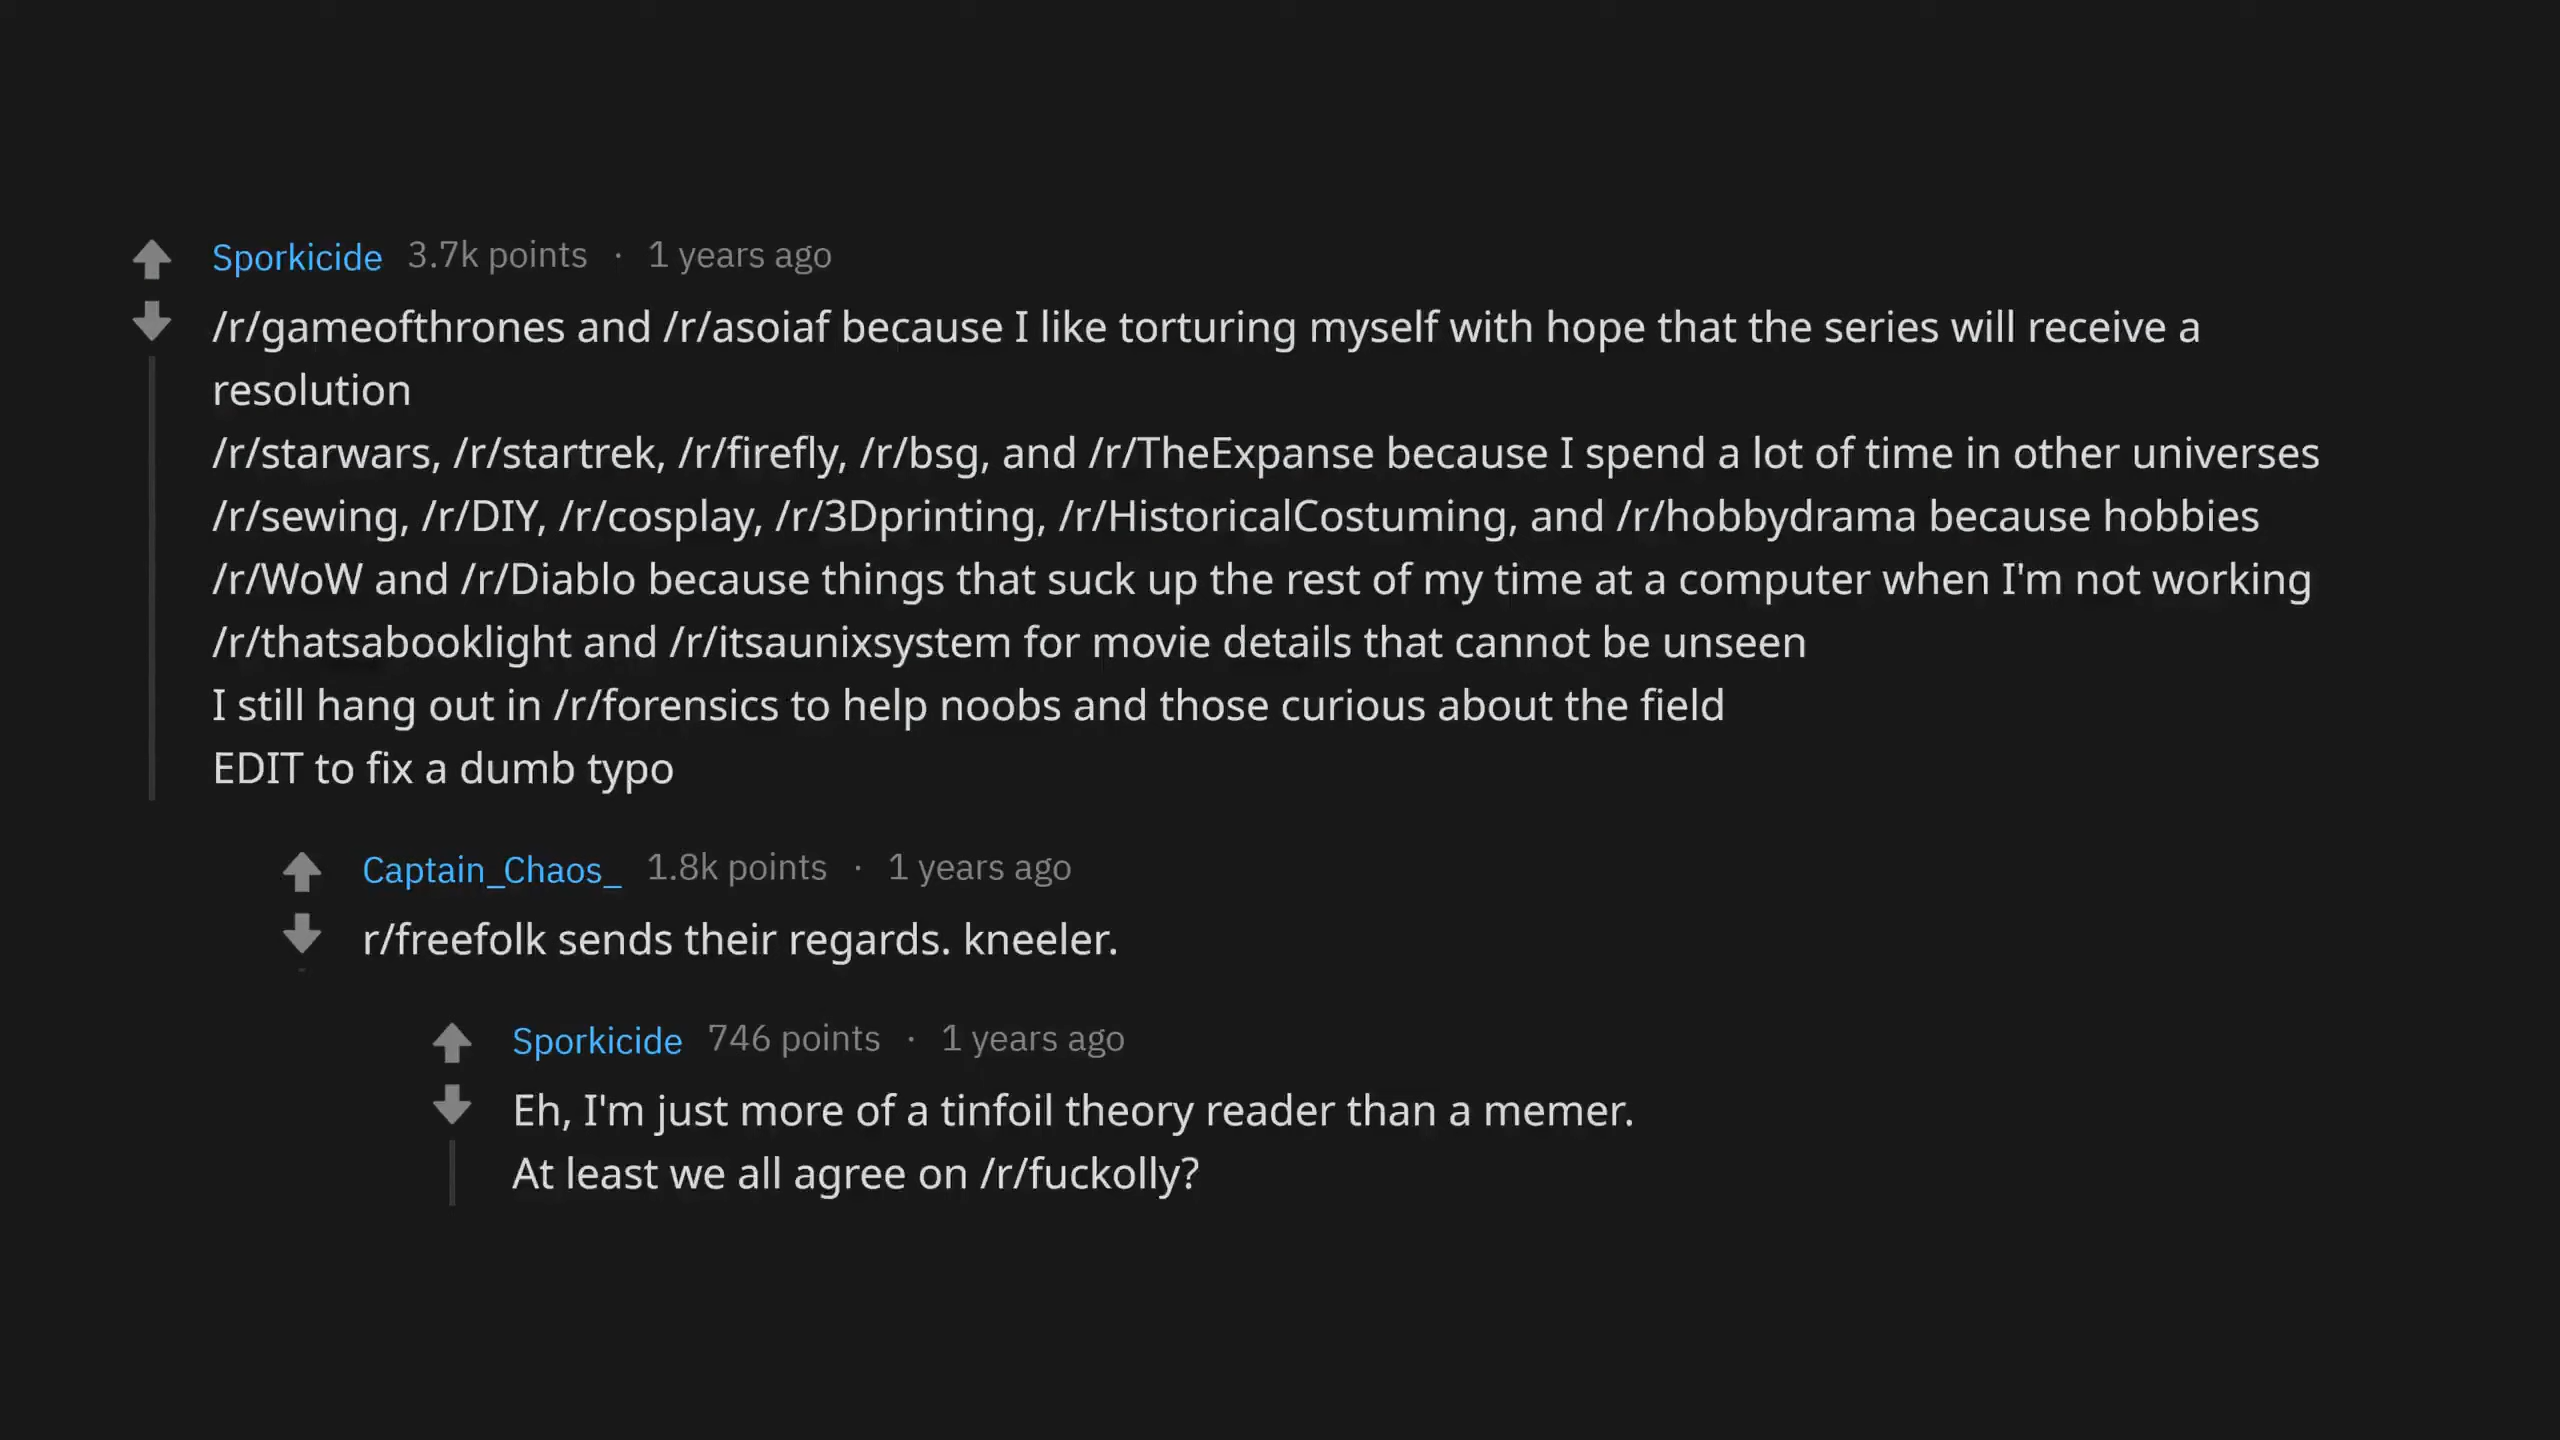 Sporkicide 3.7k points · 1 years ago
/r/gameofthrones and /r/asoiaf because I like torturing myself with hope that the series will receive a
resolution
/r/starwars, /r/startrek, /r/firefly, /r/bsg, and /r/TheExpanse because I spend a lot of time in other universes
/r/sewing, /r/DIY, /r/cosplay, /r/3Dprinting, /r/HistoricalCostuming, and /r/hobbydrama because hobbies
/r/WoW and /r/Diablo because things that suck up the rest of my time at a computer when I'm not working
/r/thatsabooklight and /r/itsaunixsystem for movie details that cannot be unseen
I still hang out in /r/forensics to help noobs and those curious about the field
EDIT to fix a dumb typo
Captain_Chaos_ 1.8k points · 1 years ago
r/freefolk sends their regards. kneeler.
Sporkicide 746 points · 1 years ago
Eh, I'm just more of a tinfoil theory reader than a memer.
At least we all agree on /r/fuckolly?